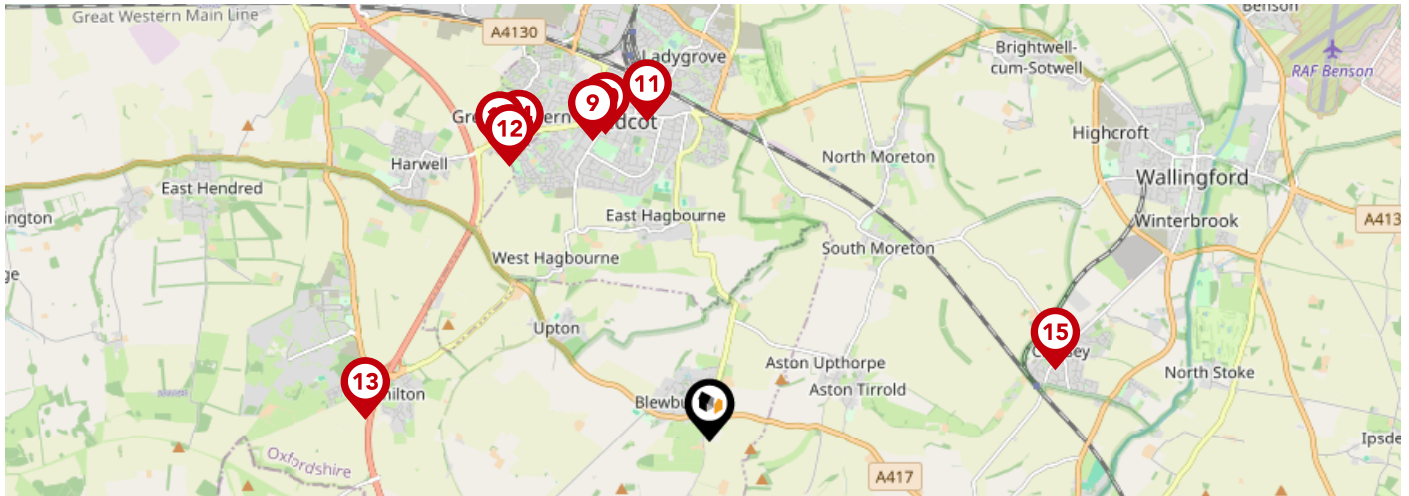 Great Western Main Line
Benson
A4130
Ladygrove
Brightwell-
cum-Sotwell
RAF Benson
11
9
12
Harwell
Highcroft
North Moreton
East Hendred
Wallingford
East Hagbourne
Winterbrook
A413
South Moreton
West Hagbourne
Upton
15
Aston Upthorpe
North Stoke
13
Aston Tirrold
Oxfordshire
A417